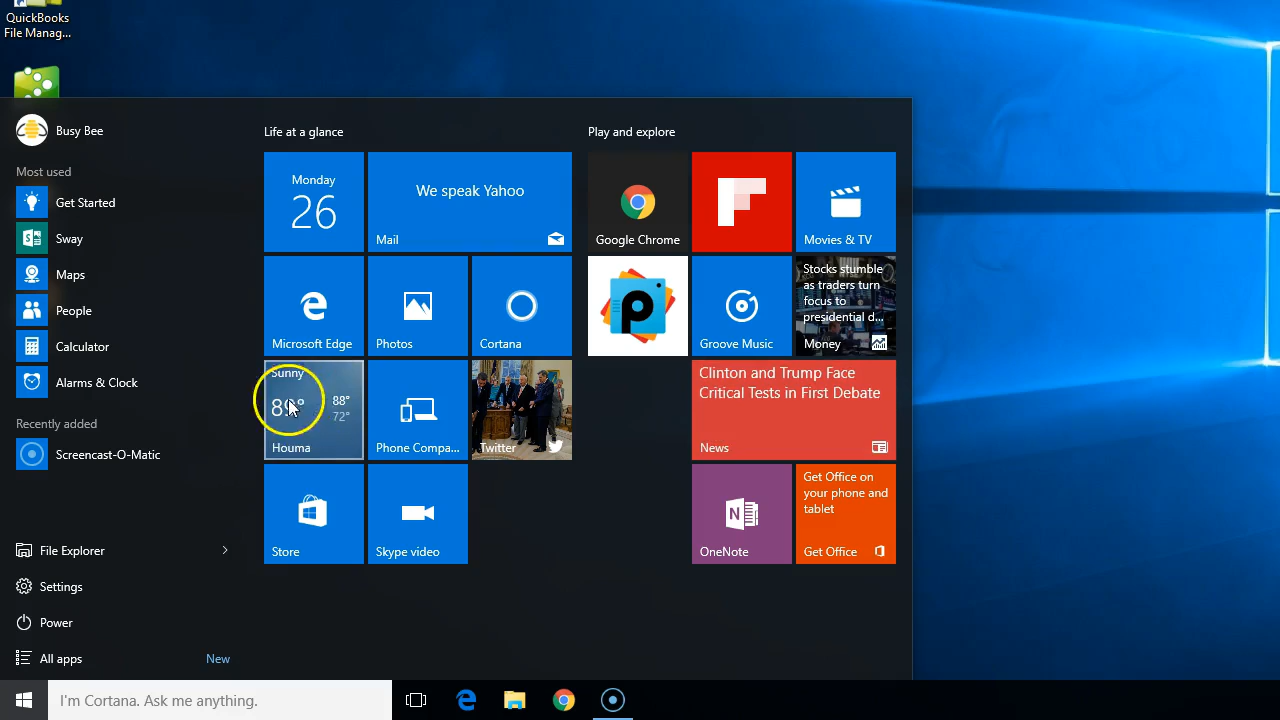 QuickBooks
File Manag...
Busy Bee
Most used
Get Started
Sway
Maps
People
Calculator
Alarms & Clock
Recently added
Screencast-O-Matic
File Explorer
Settings
Power
All apps
New
Life at a glance
Monday
26
We speak Yahoo
Mail
Microsoft Edge
Photos
Cortana
Sunny
89°
88°
72°
Houma
Phone Compa...
Twitter
Store
Skype video
Play and explore
Google Chrome
Movies & TV
Groove Music
Stocks stumble
as traders turn
focus to
presidential d...
Money
Clinton and Trump Face
Critical Tests in First Debate
News
OneNote
Get Office on
your phone and
tablet
Get Office
I'm Cortana. Ask me anything.